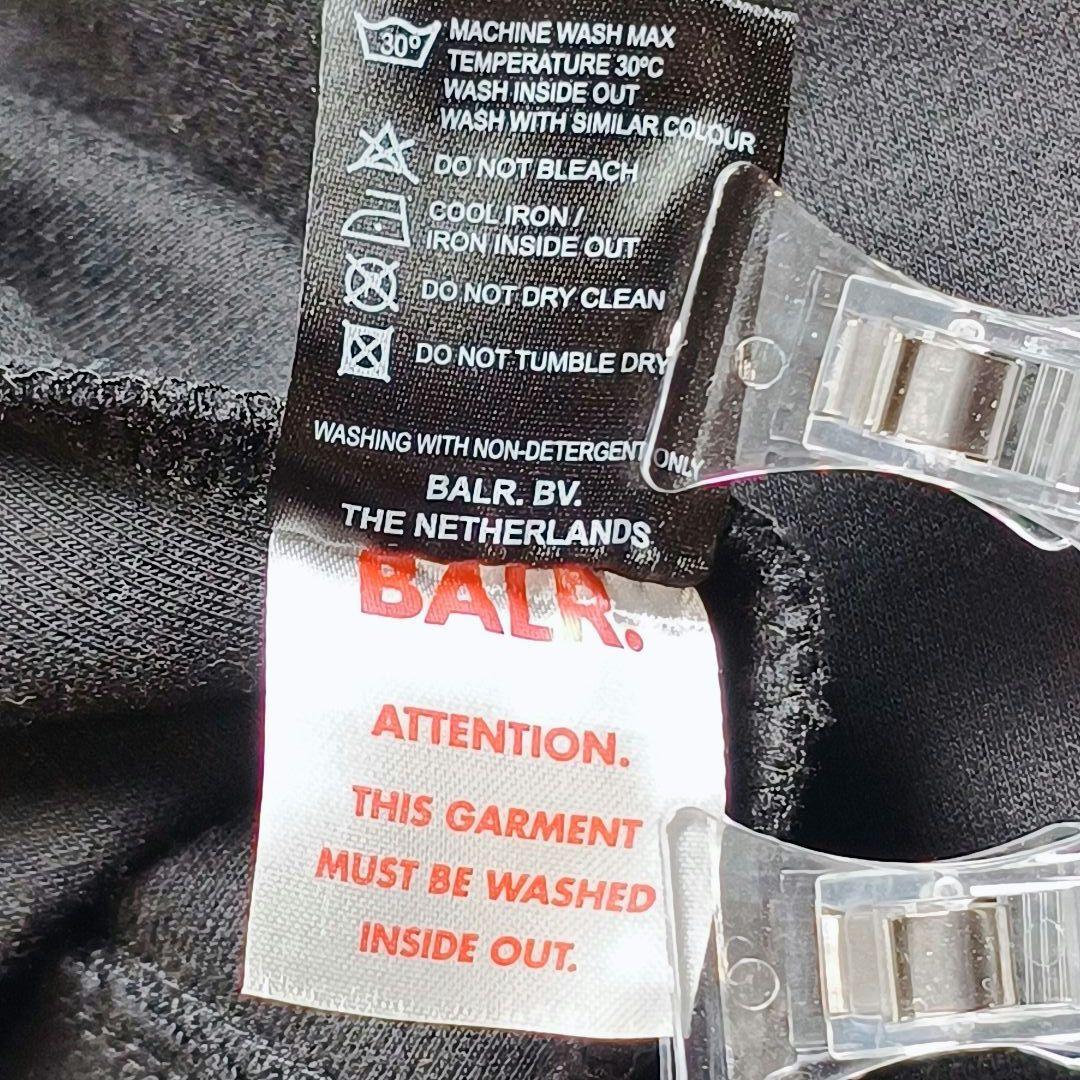 30°
MACHINE WASH MAX
TEMPERATURE 30ºC
WASH INSIDE OUT
WASH WITH SIMILAR COLOUR
DO NOT BLEACH
COOL IRON /
IRON INSIDE OUT
DO NOT DRY CLEAN
DO NOT TUMBLE DRY
WASHING WITH NON-DETERGENT ONLY
BALR. BV.
THE NETHERLANDS
BALR.
ATTENTION.
THIS GARMENT
MUST BE WASHED
INSIDE OUT.